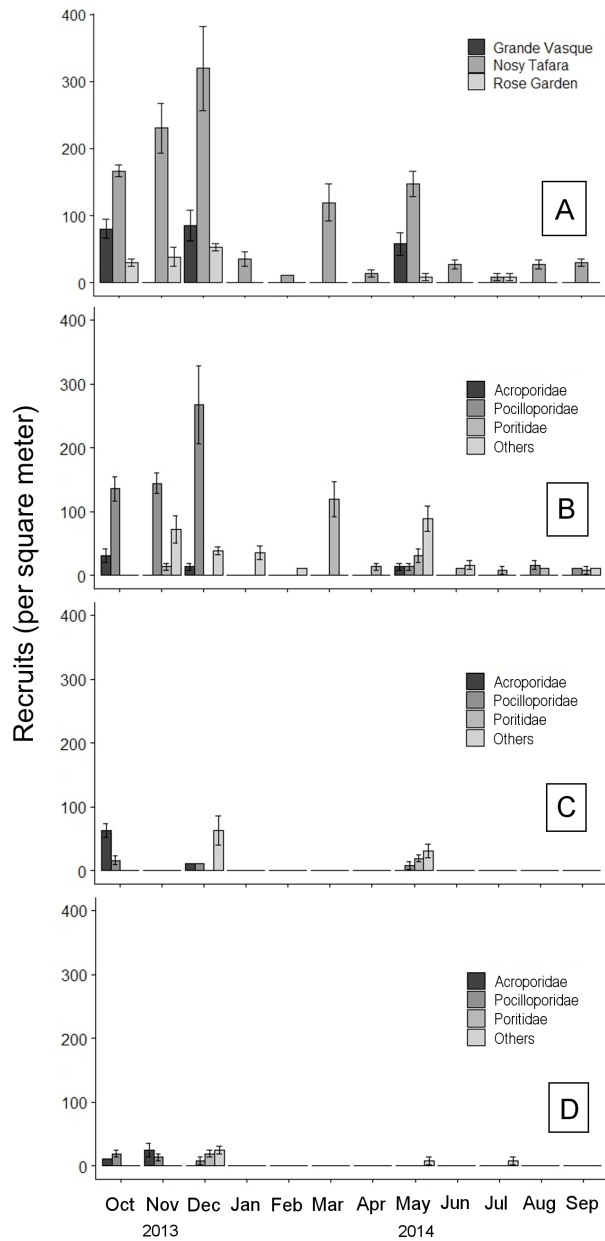 400
300
200
100
0
Grande Vasque
Nosy Tafara
Rose Garden
A
400
300
200
100
0
Acroporidae
Pocilloporidae
Poritidae
Others
B
Recruits (per square meter)
400
300
200
100
0
Acroporidae
Pocilloporidae
Poritidae
Others
C
400
300
200
100
0
Acroporidae
Pocilloporidae
Poritidae
Others
D
Oct Nov Dec Jan Feb Mar Apr May Jun Jul Aug Sep
2013 2014